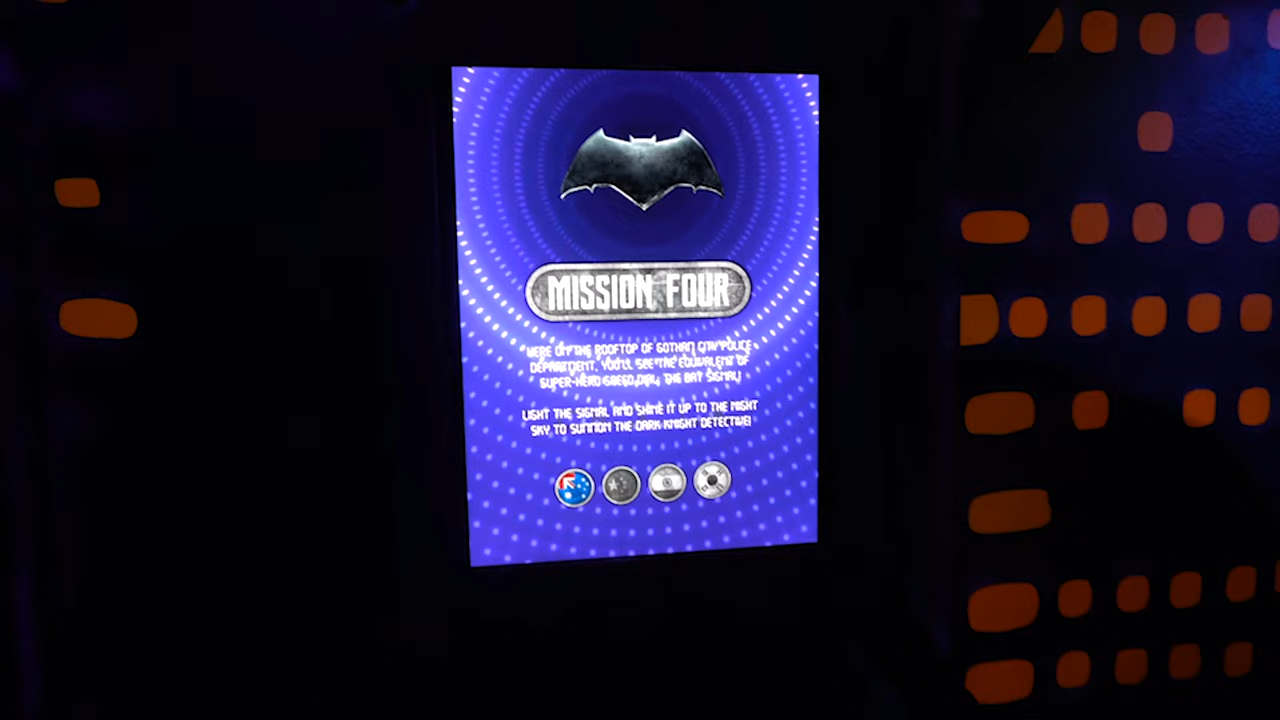 MISSION FOUR
WERE ON THE ROOFTOP OF GOTHAM CITY POLICE
DEPARTMENT. YOU'LL SEE THE EQUIVALENT OF
SUPER-HERO SPEED DIAL, THE BAT SIGNAL!
LIGHT THE SIGNAL AND SHINE IT UP TO THE NIGHT
SKY TO SUMMON THE DARK KNIGHT DETECTIVE!